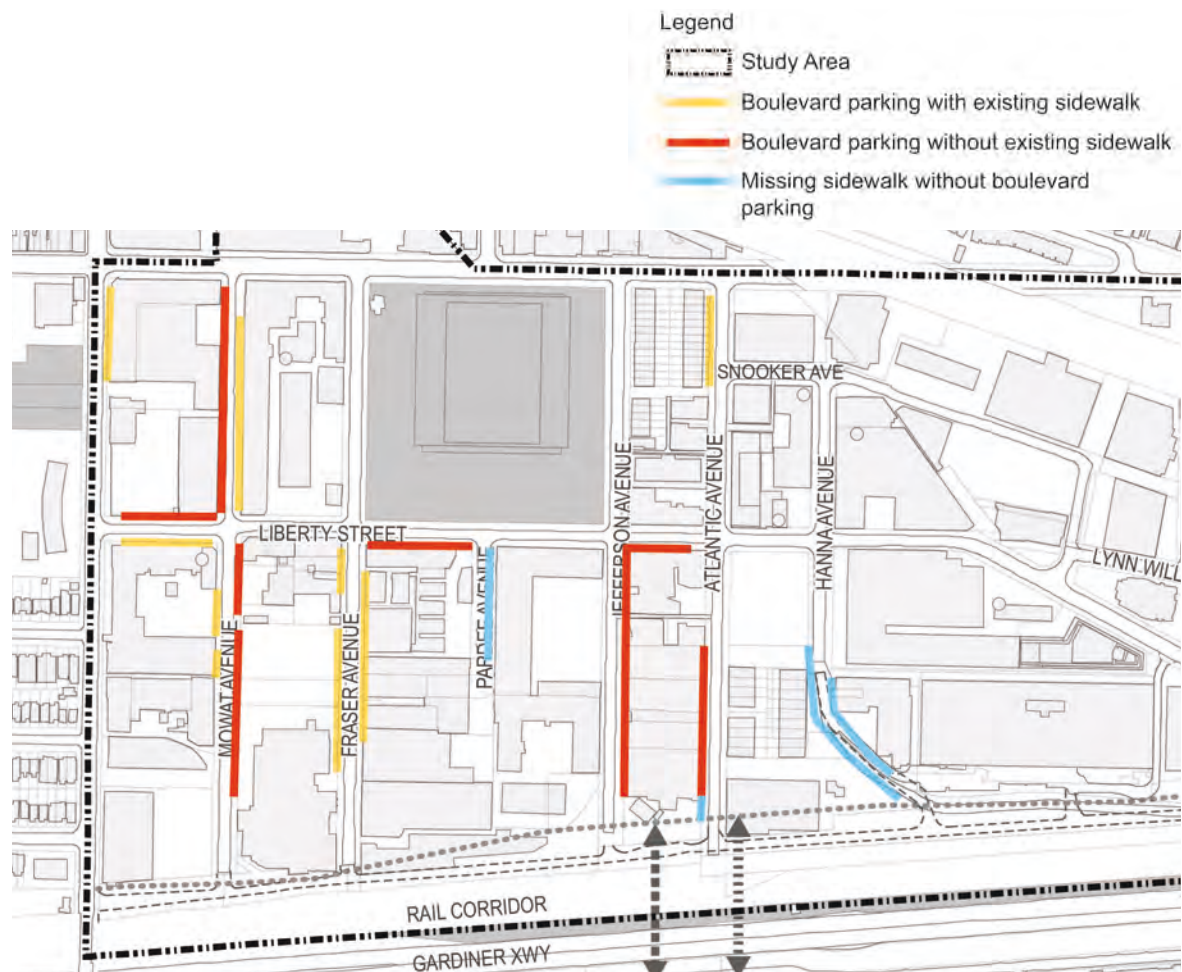 Legend
Study Area
Boulevard parking with existing sidewalk
Boulevard parking without existing sidewalk
Missing sidewalk without boulevard
parking
SNOOKER AVE
LIBERTY STREET
MOWAT AVENUE
FRASER AVENUE
PARDEE AVENUE
JEFFERSON AVENUE
ATLANTIC AVENUE
HANNA AVENUE
LYNN WILL
RAIL CORRIDOR
GARDINER XWY